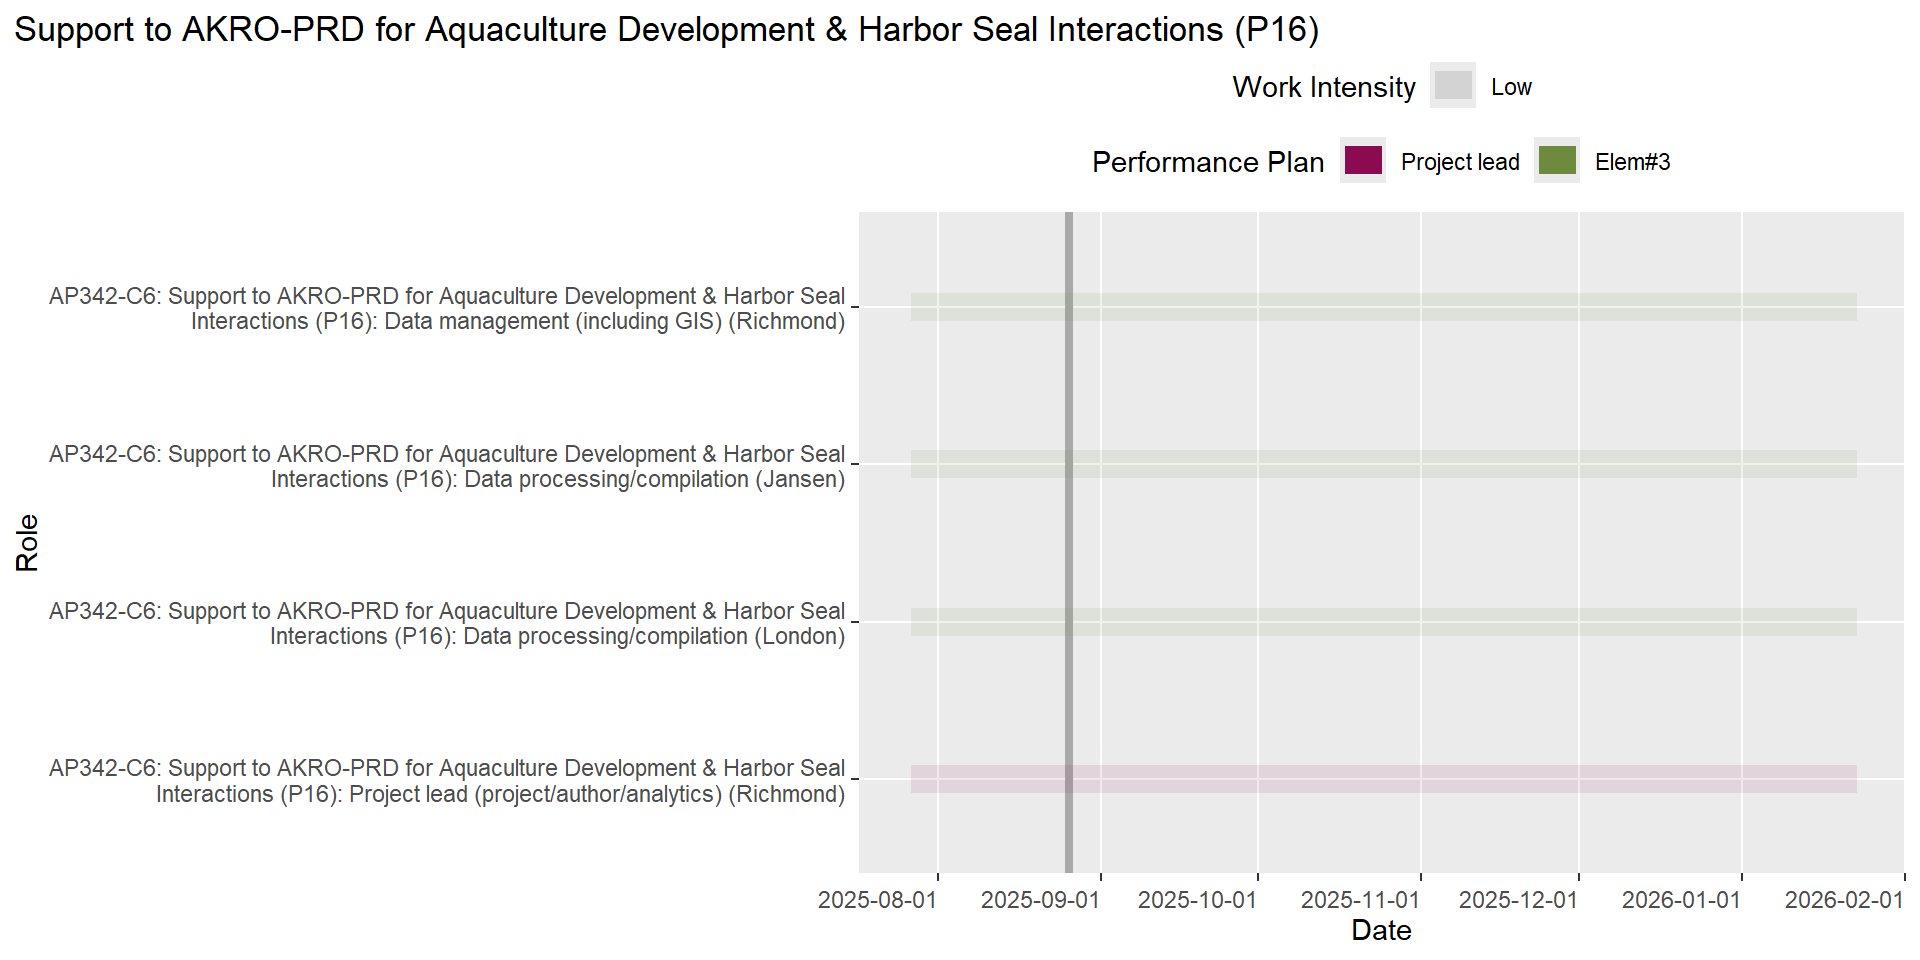 Support to AKRO-PRD for Aquaculture Development & Harbor Seal Interactions (P16)
Work Intensity Low
Performance Plan Project lead Elem#3
AP342-C6: Support to AKRO-PRD for Aquaculture Development & Harbor Seal
Interactions (P16): Data management (including GIS) (Richmond)
AP342-C6: Support to AKRO-PRD for Aquaculture Development & Harbor Seal
Interactions (P16): Data processing/compilation (Jansen)
AP342-C6: Support to AKRO-PRD for Aquaculture Development & Harbor Seal
Interactions (P16): Data processing/compilation (London)
AP342-C6: Support to AKRO-PRD for Aquaculture Development & Harbor Seal
Interactions (P16): Project lead (project/author/analytics) (Richmond)
Role
2025-08-01 2025-09-01 2025-10-01 2025-11-01 2025-12-01 2026-01-01 2026-02-01
Date